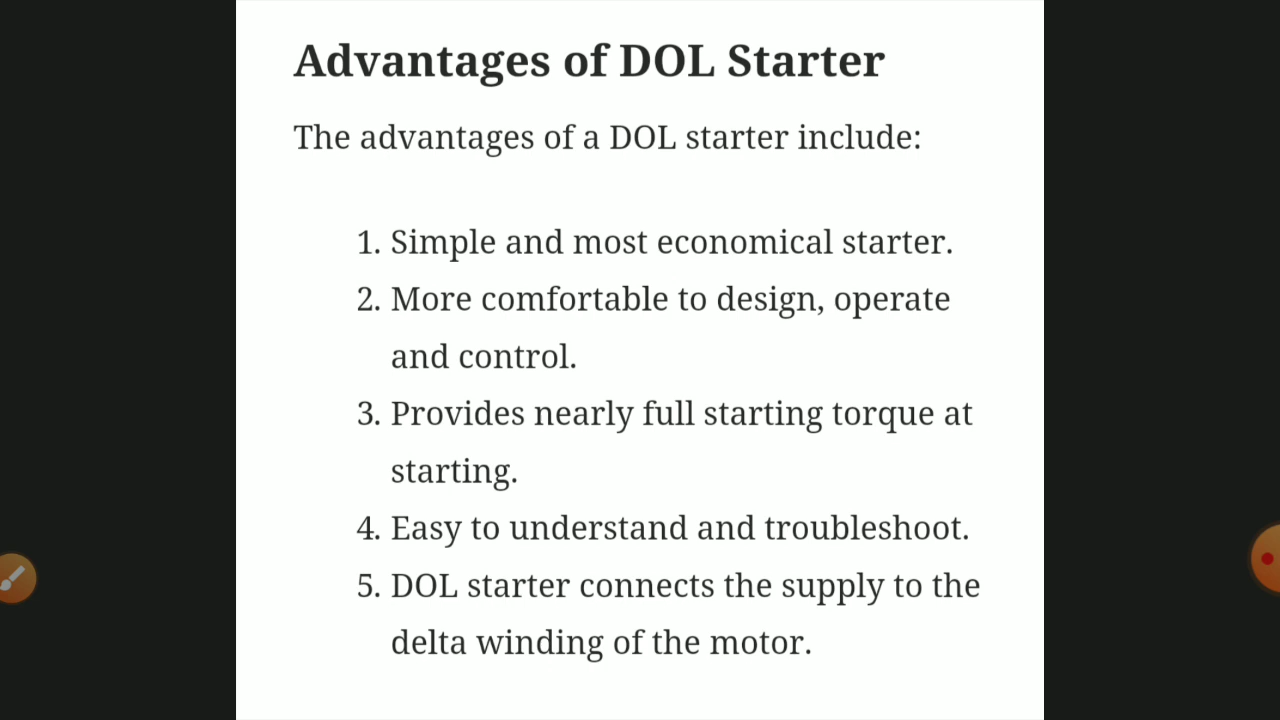 Advantages of DOL Starter
The advantages of a DOL starter include:
1. Simple and most economical starter.
2. More comfortable to design, operate
and control.
3. Provides nearly full starting torque at
starting.
4. Easy to understand and troubleshoot.
5. DOL starter connects the supply to the
delta winding of the motor.